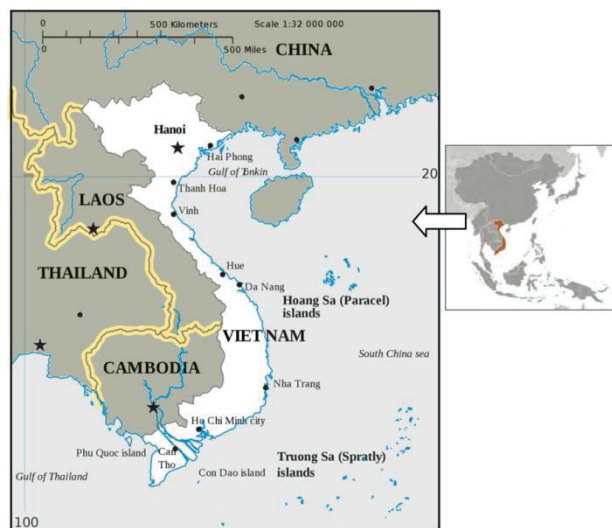 0
500 Kilometers
Scale 1:32 000 000
0
500 Miles
CHINA
Hanoi
Hai Phong
Gulf of Tonkin
20
Thanh Hoa
LAOS
Vinh
THAILAND
Hue
Da Nang
Hoang Sa (Paracel)
islands
VIETNAM
South China sea
CAMBODIA
Nha Trang
Ho Chi Minh city
Phu Quoc island
Can
Tho
Truong Sa (Spratly)
islands
Con Dao island
Gulf of Thailand
100